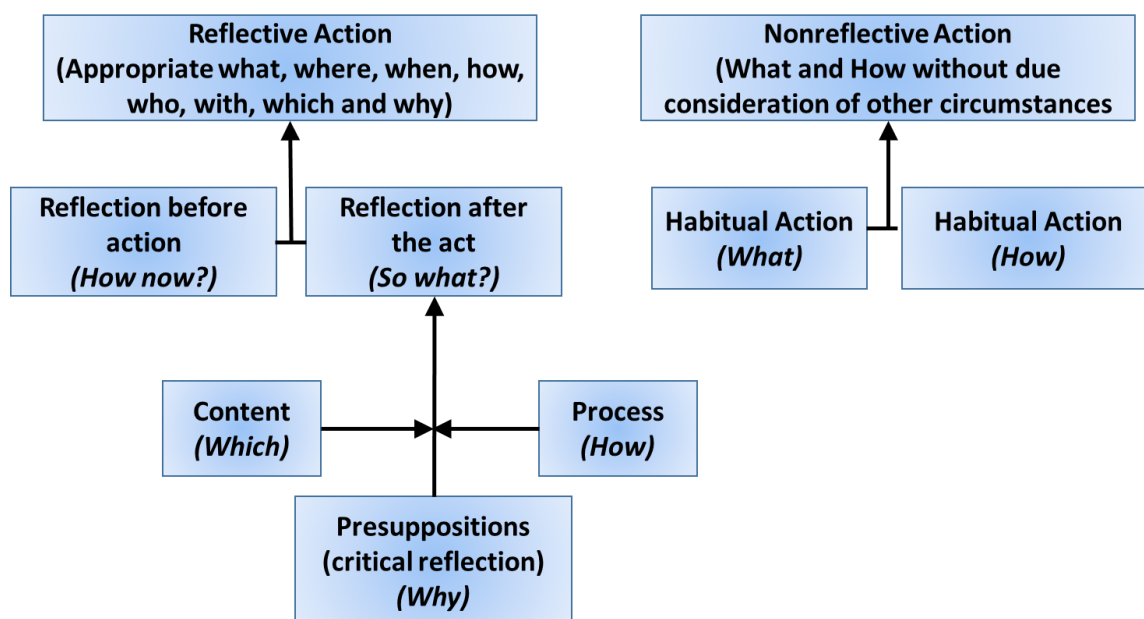 Reflective Action
(Appropriate what, where, when, how,
who, with, which and why)
Nonreflective Action
(What and How without due
consideration of other circumstances
Reflection before
action
(How now?)
Reflection after
the act
(So what?)
Habitual Action
(What)
Habitual Action
(How)
Content
(Which)
Process
(How)
Presuppositions
(critical reflection)
(Why)